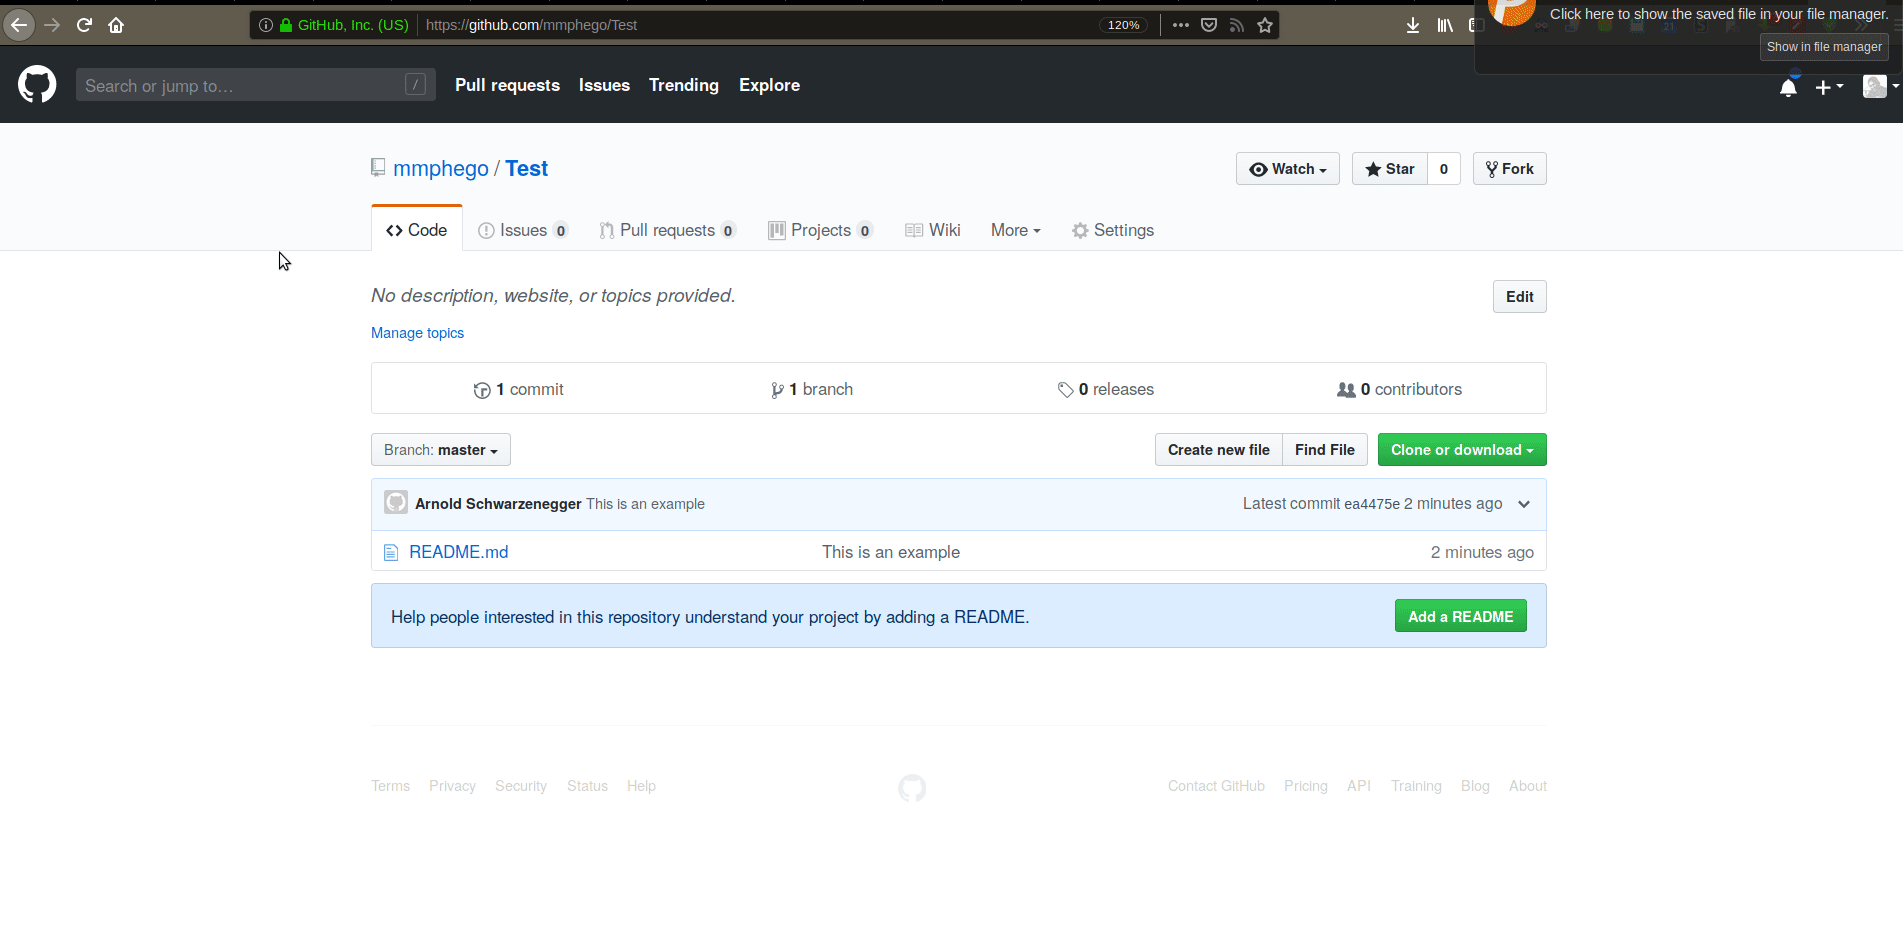 GitHub, Inc. (US) https://github.com/mmphego/Test 120%
Click here to show the saved file in your file manager.
Show in file manager
Search or jump to… /
Pull requests Issues Trending Explore
mmphego / Test
Watch Star 0 Fork
Code Issues 0 Pull requests 0 Projects 0 Wiki More Settings
No description, website, or topics provided.
Edit
Manage topics
1 commit 1 branch 0 releases 0 contributors
Branch: master Create new file Find File Clone or download
Arnold Schwarzenegger This is an example Latest commit ea4475e 2 minutes ago
README.md This is an example 2 minutes ago
Help people interested in this repository understand your project by adding a README. Add a README
Terms Privacy Security Status Help Contact GitHub Pricing API Training Blog About